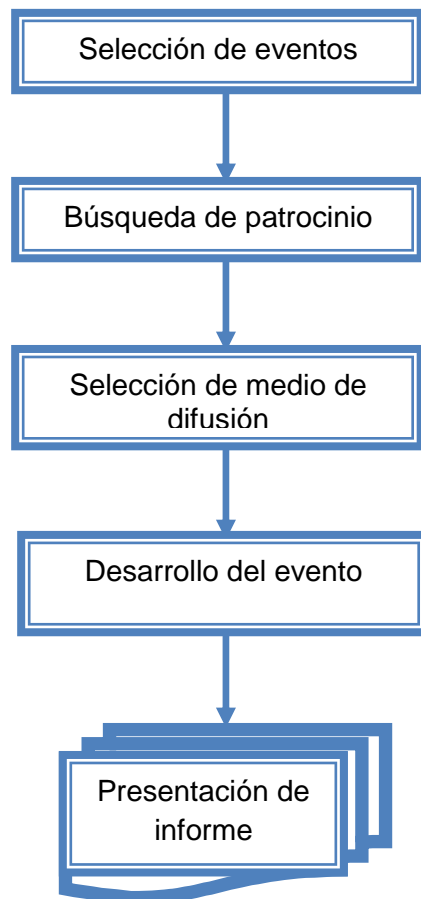 Selección de eventos
Búsqueda de patrocinio
Selección de medio de
difusión
Desarrollo del evento
Presentación de
informe